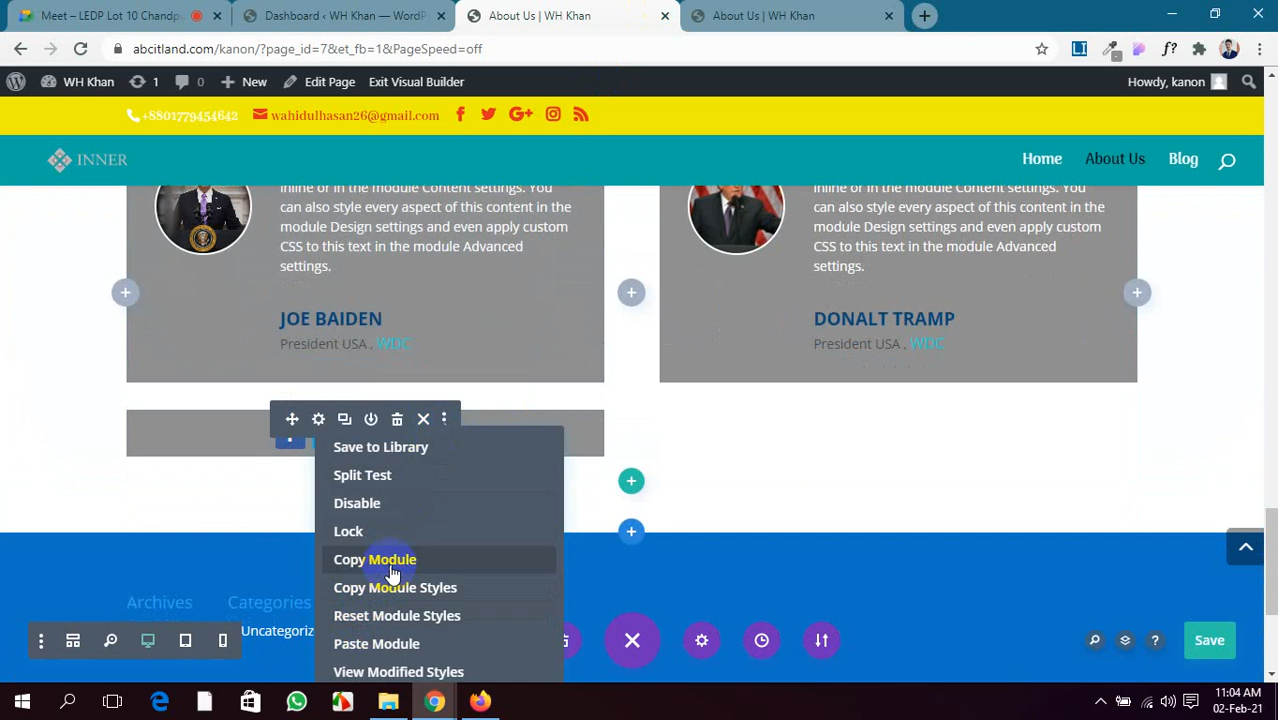 Meet – LEDP Lot 10 Chandp
Dashboard ‹ WH Khan — WordP
About Us | WH Khan
About Us | WH Khan
abcitland.com/kanon/?page_id=7&et_fb=1&PageSpeed=off
WH Khan 1 0 New Edit Page Exit Visual Builder Howdy, kanon
+8801779454642 wahidulhasan26@gmail.com
INNER Home About Us Blog
inline or in the module Content settings. You
can also style every aspect of this content in the
module Design settings and even apply custom
CSS to this text in the module Advanced
settings.
JOE BAIDEN
President USA , WDC
inline or in the module Content settings. You
can also style every aspect of this content in the
module Design settings and even apply custom
CSS to this text in the module Advanced
settings.
DONALT TRAMP
President USA , WDC
Save to Library
Split Test
Disable
Lock
Copy Module
Copy Module Styles
Reset Module Styles
Paste Module
View Modified Styles
Archives Categories
Uncategoriz
Save
11:04 AM
02-Feb-21